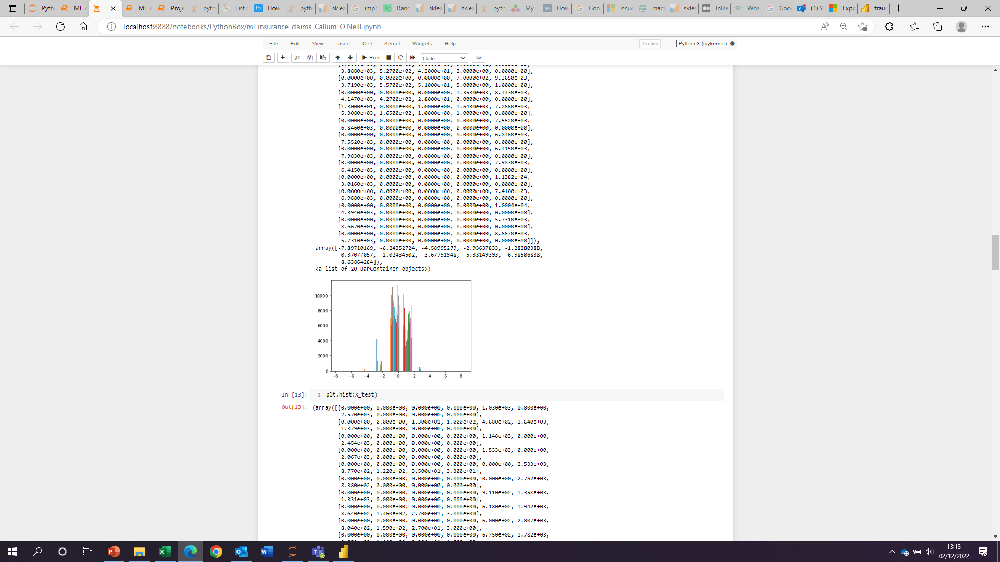 Pyth
ML_c
ML_c
Proje
pyth
List c
How
pyth
skle
impo
Ranc
skle
skle
pyth
My F
How
Goo
Issue
macl
skle
InDe
Wha
Goo
(1) Y
Expo
frauc
localhost:8888/notebooks/PythonBox/ml_insurance_claims_Callum_O'Neill.ipynb
File Edit View Insert Cell Kernel Widgets Help
Trusted
Python 3 (ipykernel)
Run
Code
3.8880e+03, 5.2700e+02, 4.3000e+01, 2.0000e+00, 0.0000e+00],
[0.0000e+00, 0.0000e+00, 0.0000e+00, 7.0000e+02, 9.3650e+03,
3.7190e+03, 5.5700e+02, 5.1000e+01, 5.0000e+00, 1.0000e+00],
[0.0000e+00, 0.0000e+00, 0.0000e+00, 1.3530e+03, 8.4430e+03,
4.1470e+03, 4.2700e+02, 2.8000e+01, 0.0000e+00, 0.0000e+00],
[1.3000e+01, 0.0000e+00, 1.0000e+00, 1.6430e+03, 7.2660e+03,
5.3080e+03, 1.6500e+02, 1.0000e+00, 1.0000e+00, 0.0000e+00],
[0.0000e+00, 0.0000e+00, 0.0000e+00, 0.0000e+00, 7.5520e+03,
6.8460e+03, 0.0000e+00, 0.0000e+00, 0.0000e+00, 0.0000e+00],
[0.0000e+00, 0.0000e+00, 0.0000e+00, 0.0000e+00, 6.8460e+03,
7.5520e+03, 0.0000e+00, 0.0000e+00, 0.0000e+00, 0.0000e+00],
[0.0000e+00, 0.0000e+00, 0.0000e+00, 0.0000e+00, 6.4150e+03,
7.9830e+03, 0.0000e+00, 0.0000e+00, 0.0000e+00, 0.0000e+00],
[0.0000e+00, 0.0000e+00, 0.0000e+00, 0.0000e+00, 7.9830e+03,
6.4150e+03, 0.0000e+00, 0.0000e+00, 0.0000e+00, 0.0000e+00],
[0.0000e+00, 0.0000e+00, 0.0000e+00, 0.0000e+00, 1.1382e+04,
3.0160e+03, 0.0000e+00, 0.0000e+00, 0.0000e+00, 0.0000e+00],
[0.0000e+00, 0.0000e+00, 0.0000e+00, 0.0000e+00, 7.4100e+03,
6.9880e+03, 0.0000e+00, 0.0000e+00, 0.0000e+00, 0.0000e+00],
[0.0000e+00, 0.0000e+00, 0.0000e+00, 0.0000e+00, 1.0004e+04,
4.3940e+03, 0.0000e+00, 0.0000e+00, 0.0000e+00, 0.0000e+00],
[0.0000e+00, 0.0000e+00, 0.0000e+00, 0.0000e+00, 5.7310e+03,
8.6670e+03, 0.0000e+00, 0.0000e+00, 0.0000e+00, 0.0000e+00],
[0.0000e+00, 0.0000e+00, 0.0000e+00, 0.0000e+00, 8.6670e+03,
5.7310e+03, 0.0000e+00, 0.0000e+00, 0.0000e+00, 0.0000e+00]]),
array([-7.89710169, -6.24352724, -4.58995279, -2.93637833, -1.28280388,
0.37077057, 2.02434502, 3.67791948, 5.33149393, 6.98506838,
8.63864284]),
<a list of 20 BarContainer objects>)
10000
8000
6000
4000
2000
0
−8 −6 −4 −2 0 2 4 6 8
In [13]: 1 plt.hist(X_test)
Out[13]: (array([[0.000e+00, 0.000e+00, 0.000e+00, 0.000e+00, 1.030e+03, 0.000e+00,
2.570e+03, 0.000e+00, 0.000e+00, 0.000e+00],
[0.000e+00, 0.000e+00, 1.300e+01, 1.000e+02, 4.680e+02, 1.640e+03,
1.379e+03, 0.000e+00, 0.000e+00, 0.000e+00],
[0.000e+00, 0.000e+00, 0.000e+00, 0.000e+00, 1.146e+03, 0.000e+00,
2.454e+03, 0.000e+00, 0.000e+00, 0.000e+00],
[0.000e+00, 0.000e+00, 0.000e+00, 0.000e+00, 1.533e+03, 0.000e+00,
2.067e+03, 0.000e+00, 0.000e+00, 0.000e+00],
[0.000e+00, 0.000e+00, 0.000e+00, 0.000e+00, 0.000e+00, 2.533e+03,
8.770e+02, 1.220e+02, 3.500e+01, 3.300e+01],
[0.000e+00, 0.000e+00, 0.000e+00, 0.000e+00, 0.000e+00, 2.762e+03,
8.380e+02, 0.000e+00, 0.000e+00, 0.000e+00],
[0.000e+00, 0.000e+00, 0.000e+00, 0.000e+00, 9.110e+02, 1.358e+03,
1.331e+03, 0.000e+00, 0.000e+00, 0.000e+00],
[0.000e+00, 0.000e+00, 0.000e+00, 0.000e+00, 6.180e+02, 1.942e+03,
8.640e+02, 1.460e+02, 2.700e+01, 3.000e+00],
[0.000e+00, 0.000e+00, 0.000e+00, 0.000e+00, 6.000e+02, 2.007e+03,
8.040e+02, 1.590e+02, 2.700e+01, 3.000e+00],
[0.000e+00, 0.000e+00, 0.000e+00, 0.000e+00, 6.750e+02, 1.782e+03,
13:13
02/12/2022